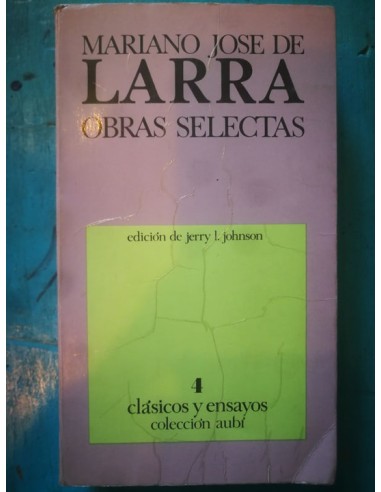 MARIANO JOSE DE
LARRA
OBRAS SELECTAS
edición de jerry l. johnson
4
clásicos y ensayos
colección aubí